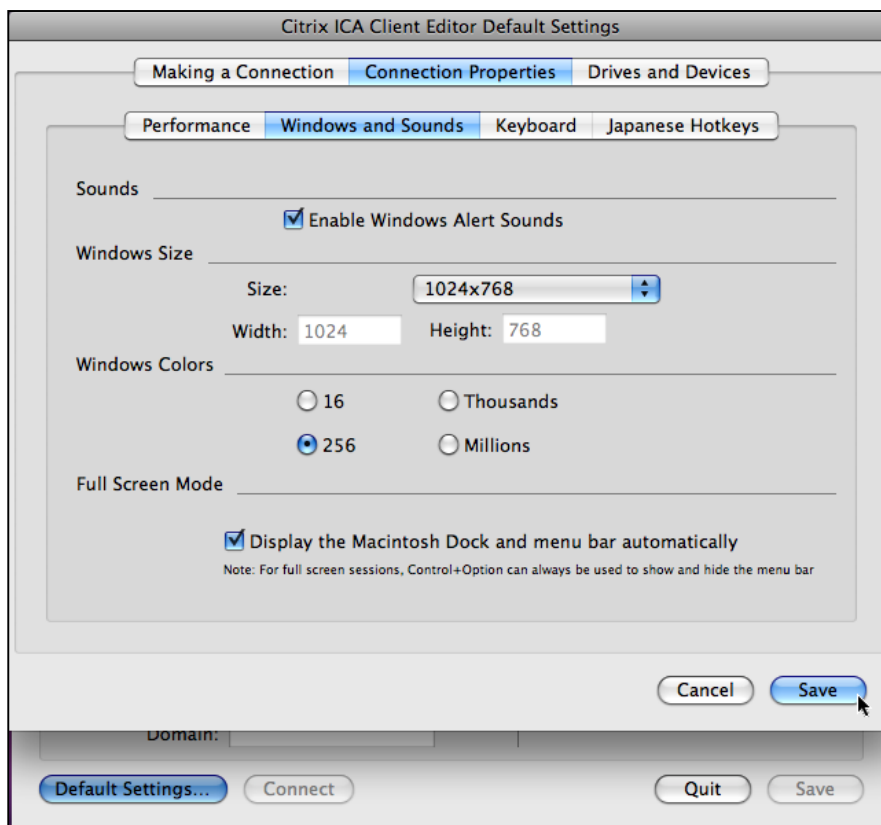 Citrix ICA Client Editor Default Settings
Making a Connection Connection Properties Drives and Devices
Performance Windows and Sounds Keyboard Japanese Hotkeys
Sounds
Enable Windows Alert Sounds
Windows Size
Size: 1024x768
Width: 1024 Height: 768
Windows Colors
16 Thousands
256 Millions
Full Screen Mode
Display the Macintosh Dock and menu bar automatically
Note: For full screen sessions, Control+Option can always be used to show and hide the menu bar
Cancel Save
Domain:
Default Settings... Connect Quit Save